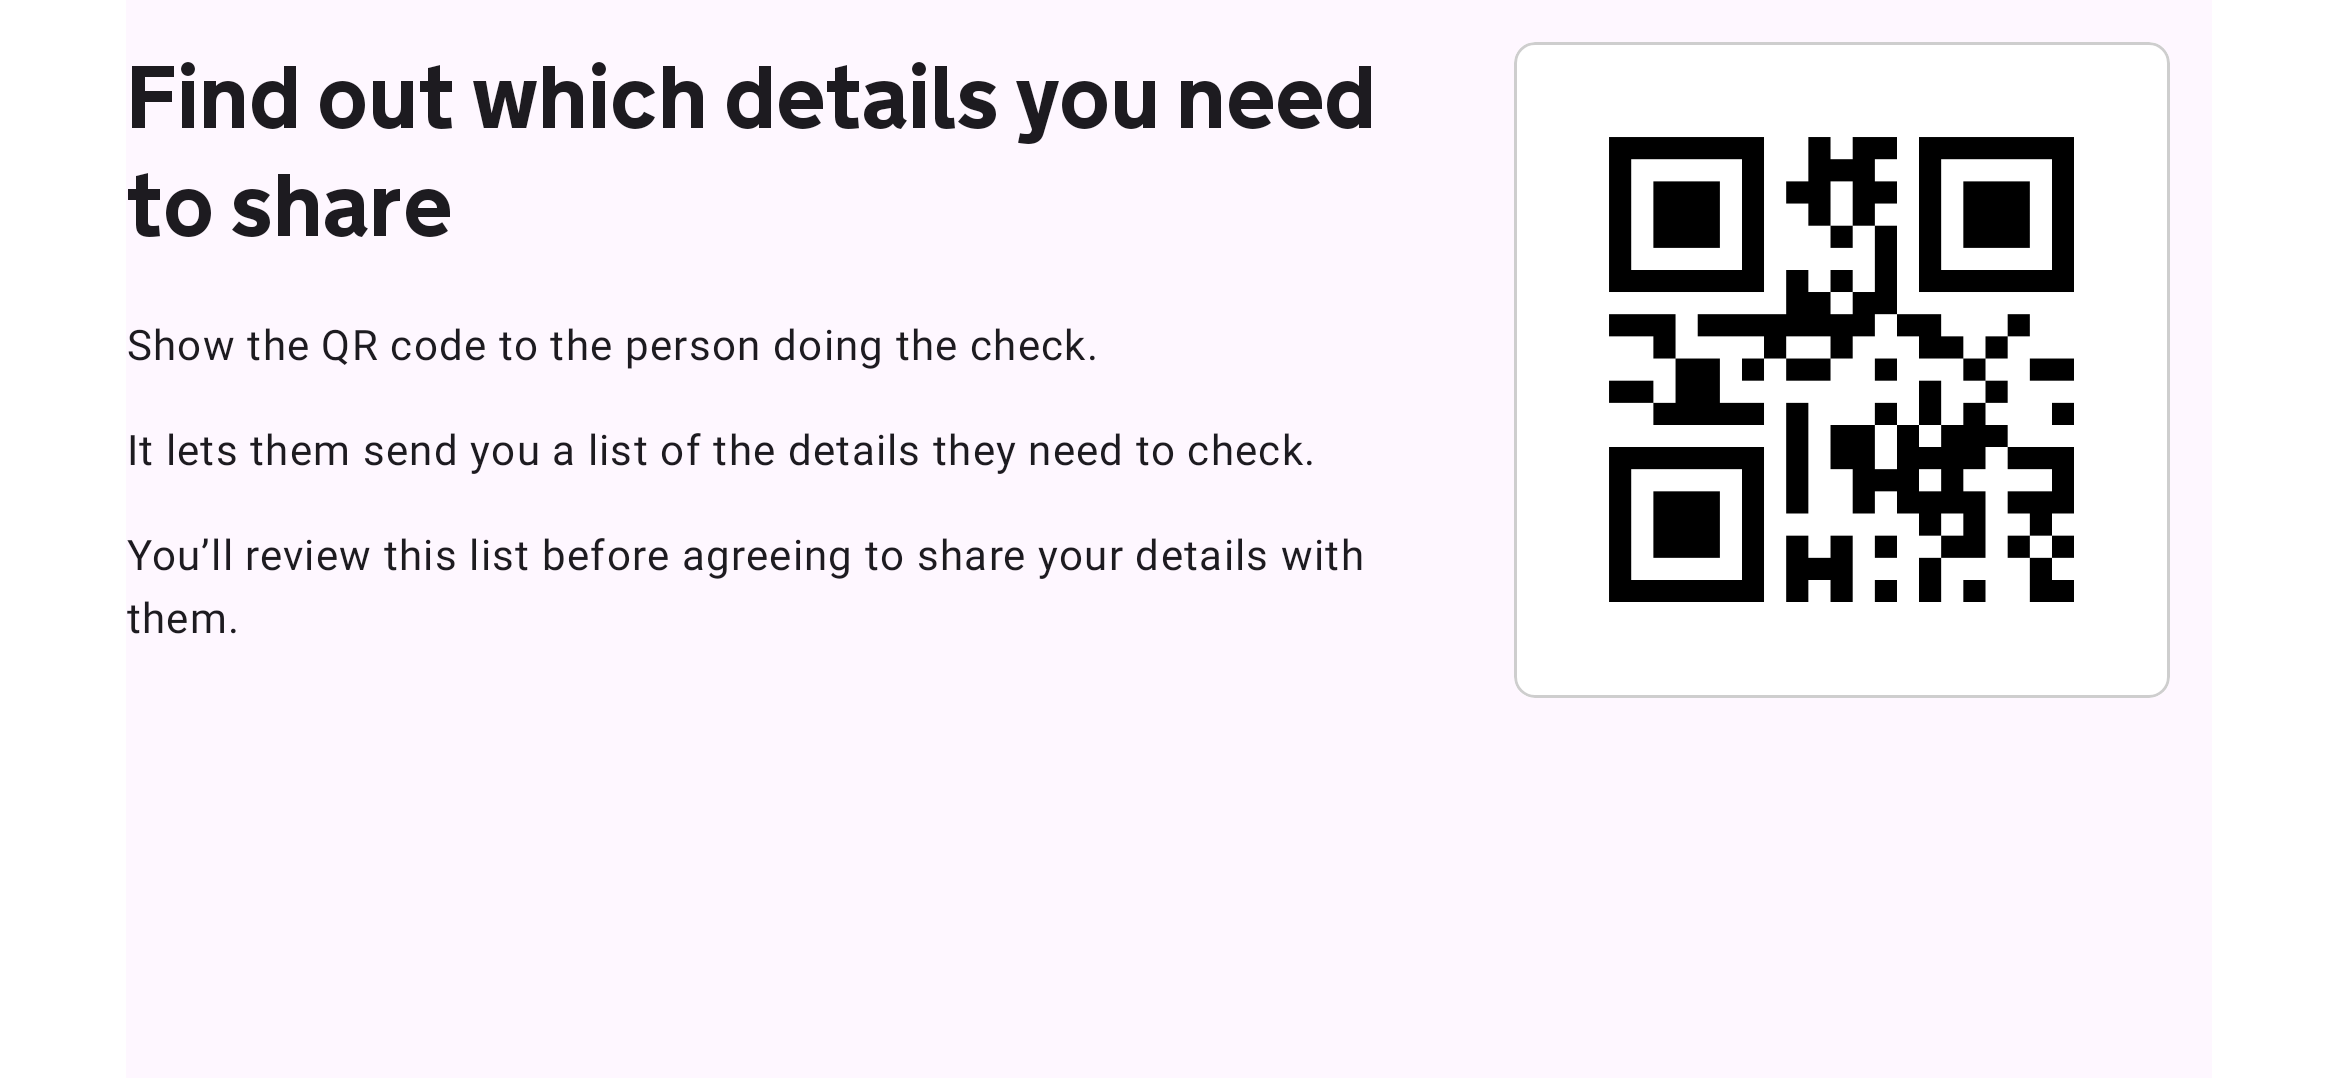 Find out which details you need
to share
Show the QR code to the person doing the check.
It lets them send you a list of the details they need to check.
You’ll review this list before agreeing to share your details with
them.